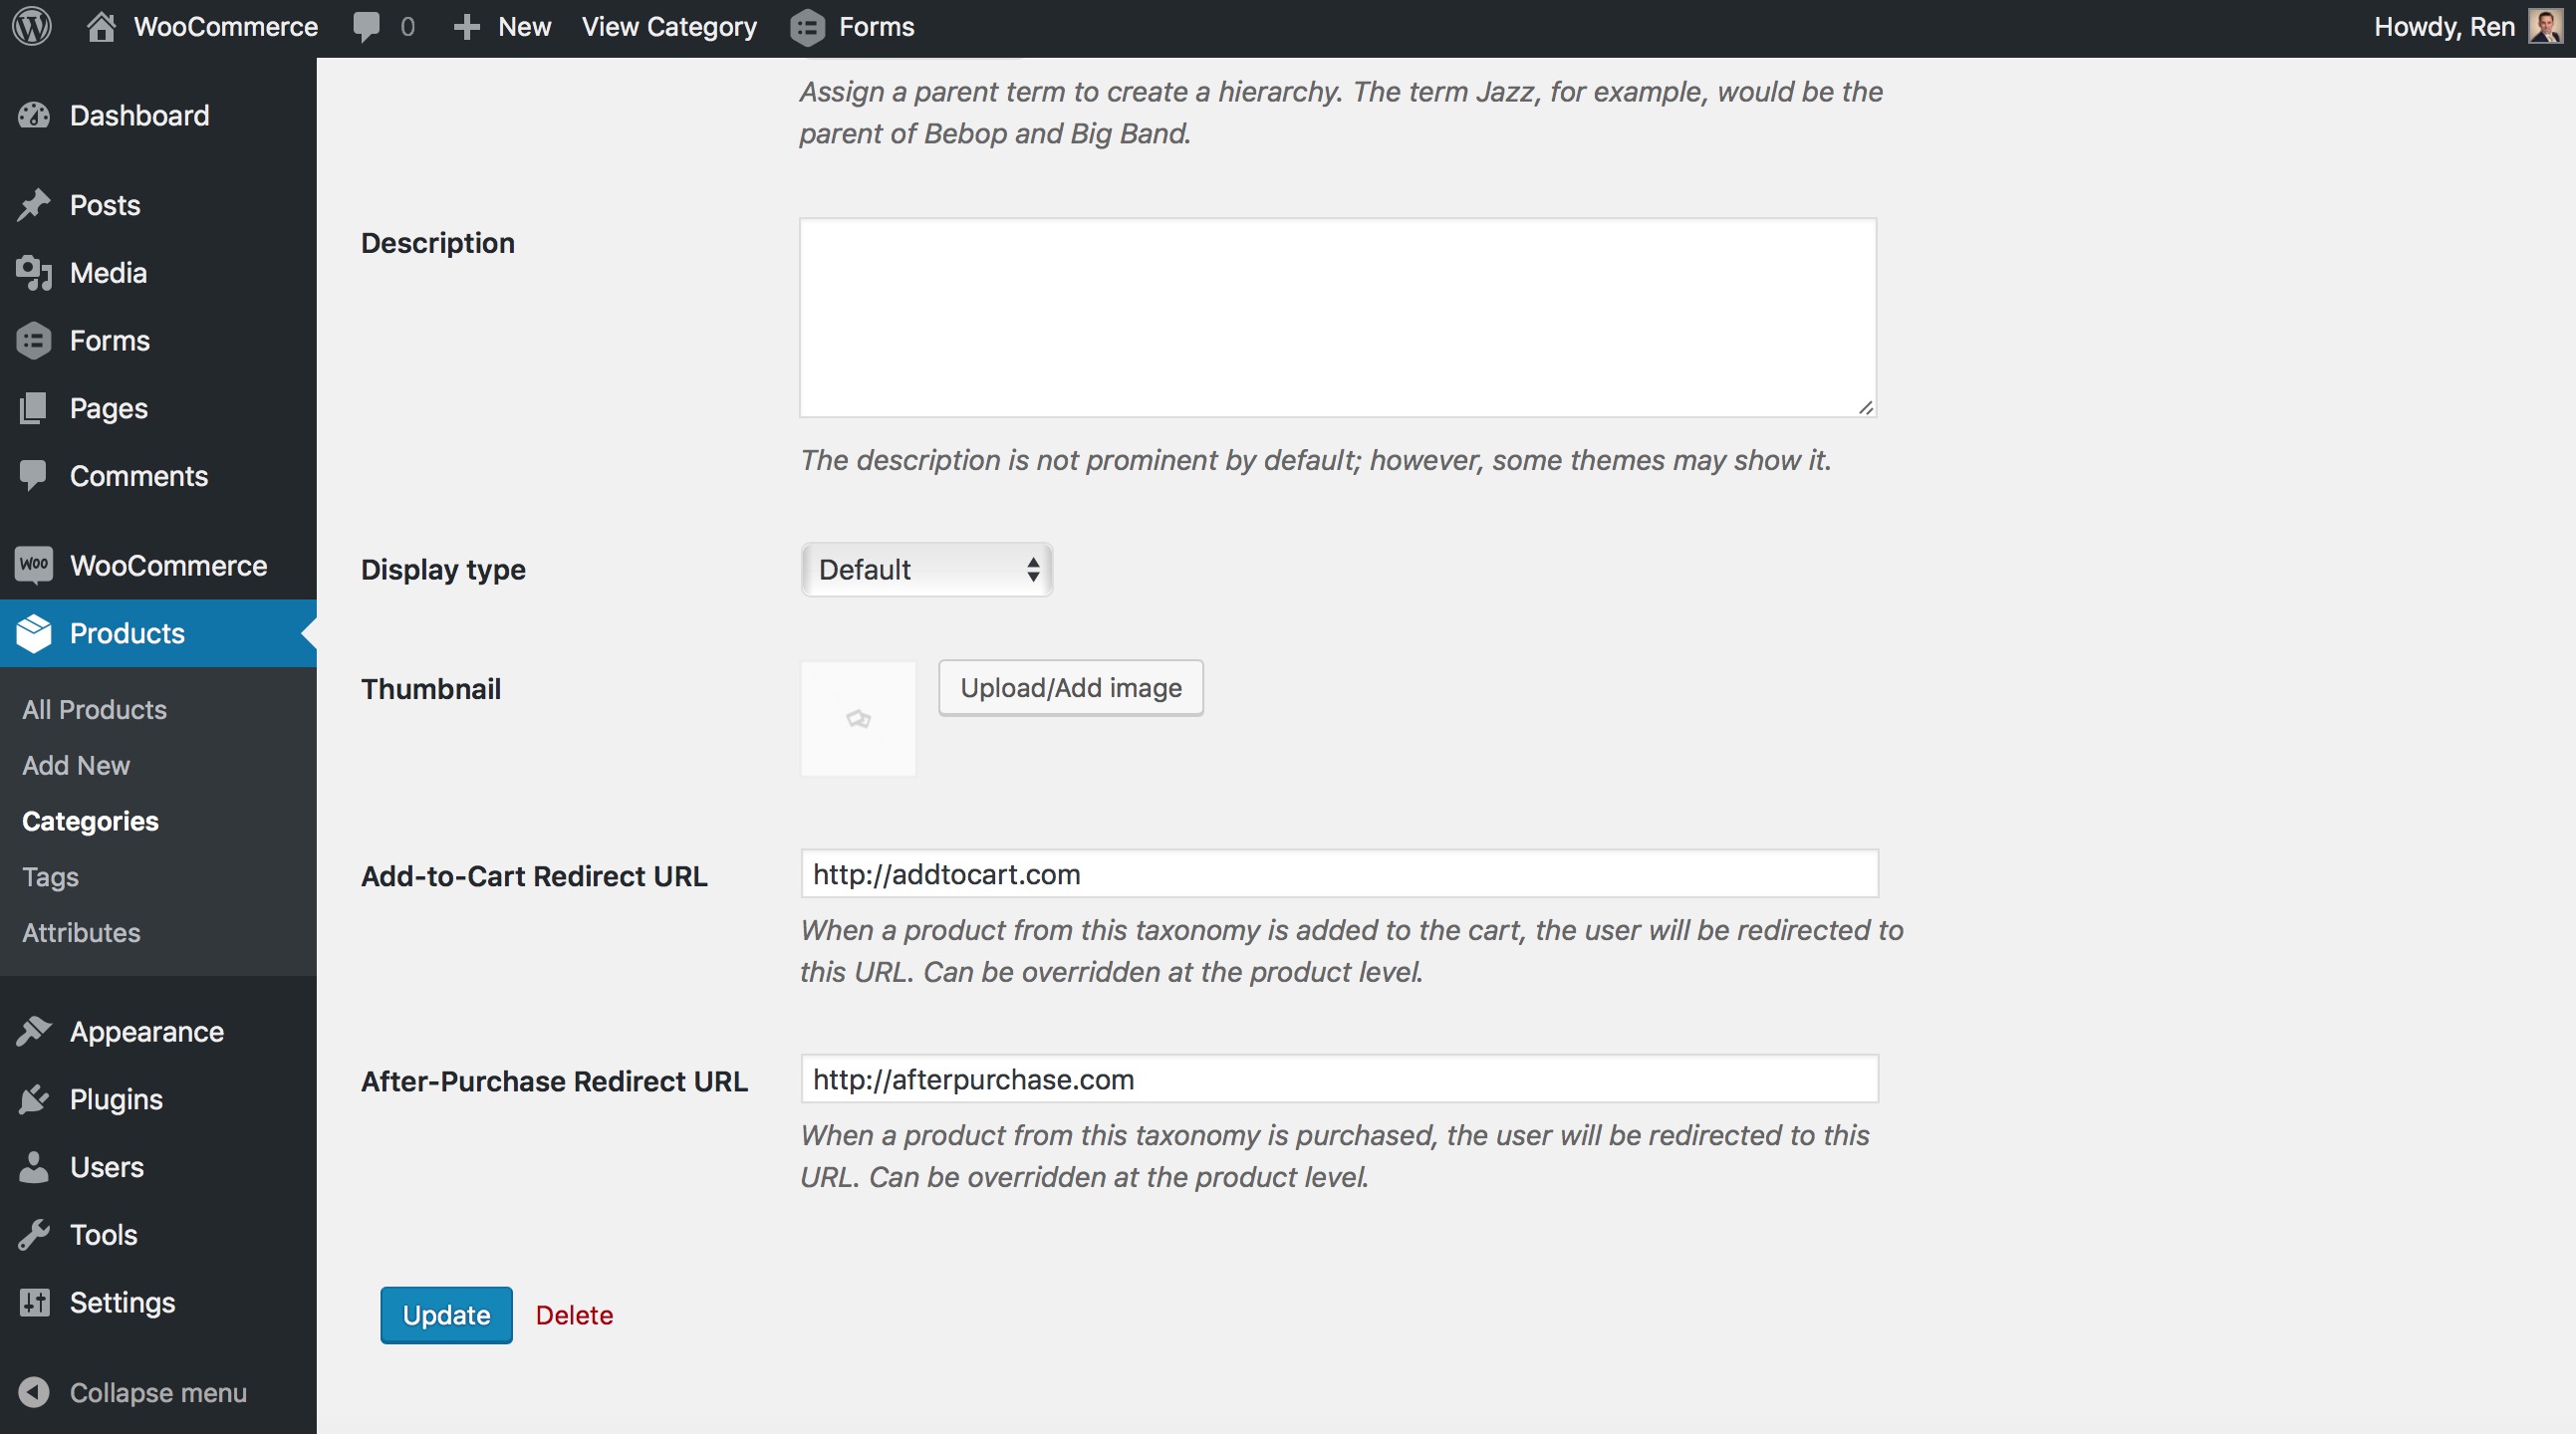 WooCommerce 0 New View Category Forms Howdy, Ren
Dashboard
Posts
Media
Forms
Pages
Comments
Woo WooCommerce
Products
All Products
Add New
Categories
Tags
Attributes
Appearance
Plugins
Users
Tools
Settings
Collapse menu
Assign a parent term to create a hierarchy. The term Jazz, for example, would be the
parent of Bebop and Big Band.
Description
The description is not prominent by default; however, some themes may show it.
Display type Default
Thumbnail Upload/Add image
Add-to-Cart Redirect URL http://addtocart.com
When a product from this taxonomy is added to the cart, the user will be redirected to
this URL. Can be overridden at the product level.
After-Purchase Redirect URL http://afterpurchase.com
When a product from this taxonomy is purchased, the user will be redirected to this
URL. Can be overridden at the product level.
Update Delete